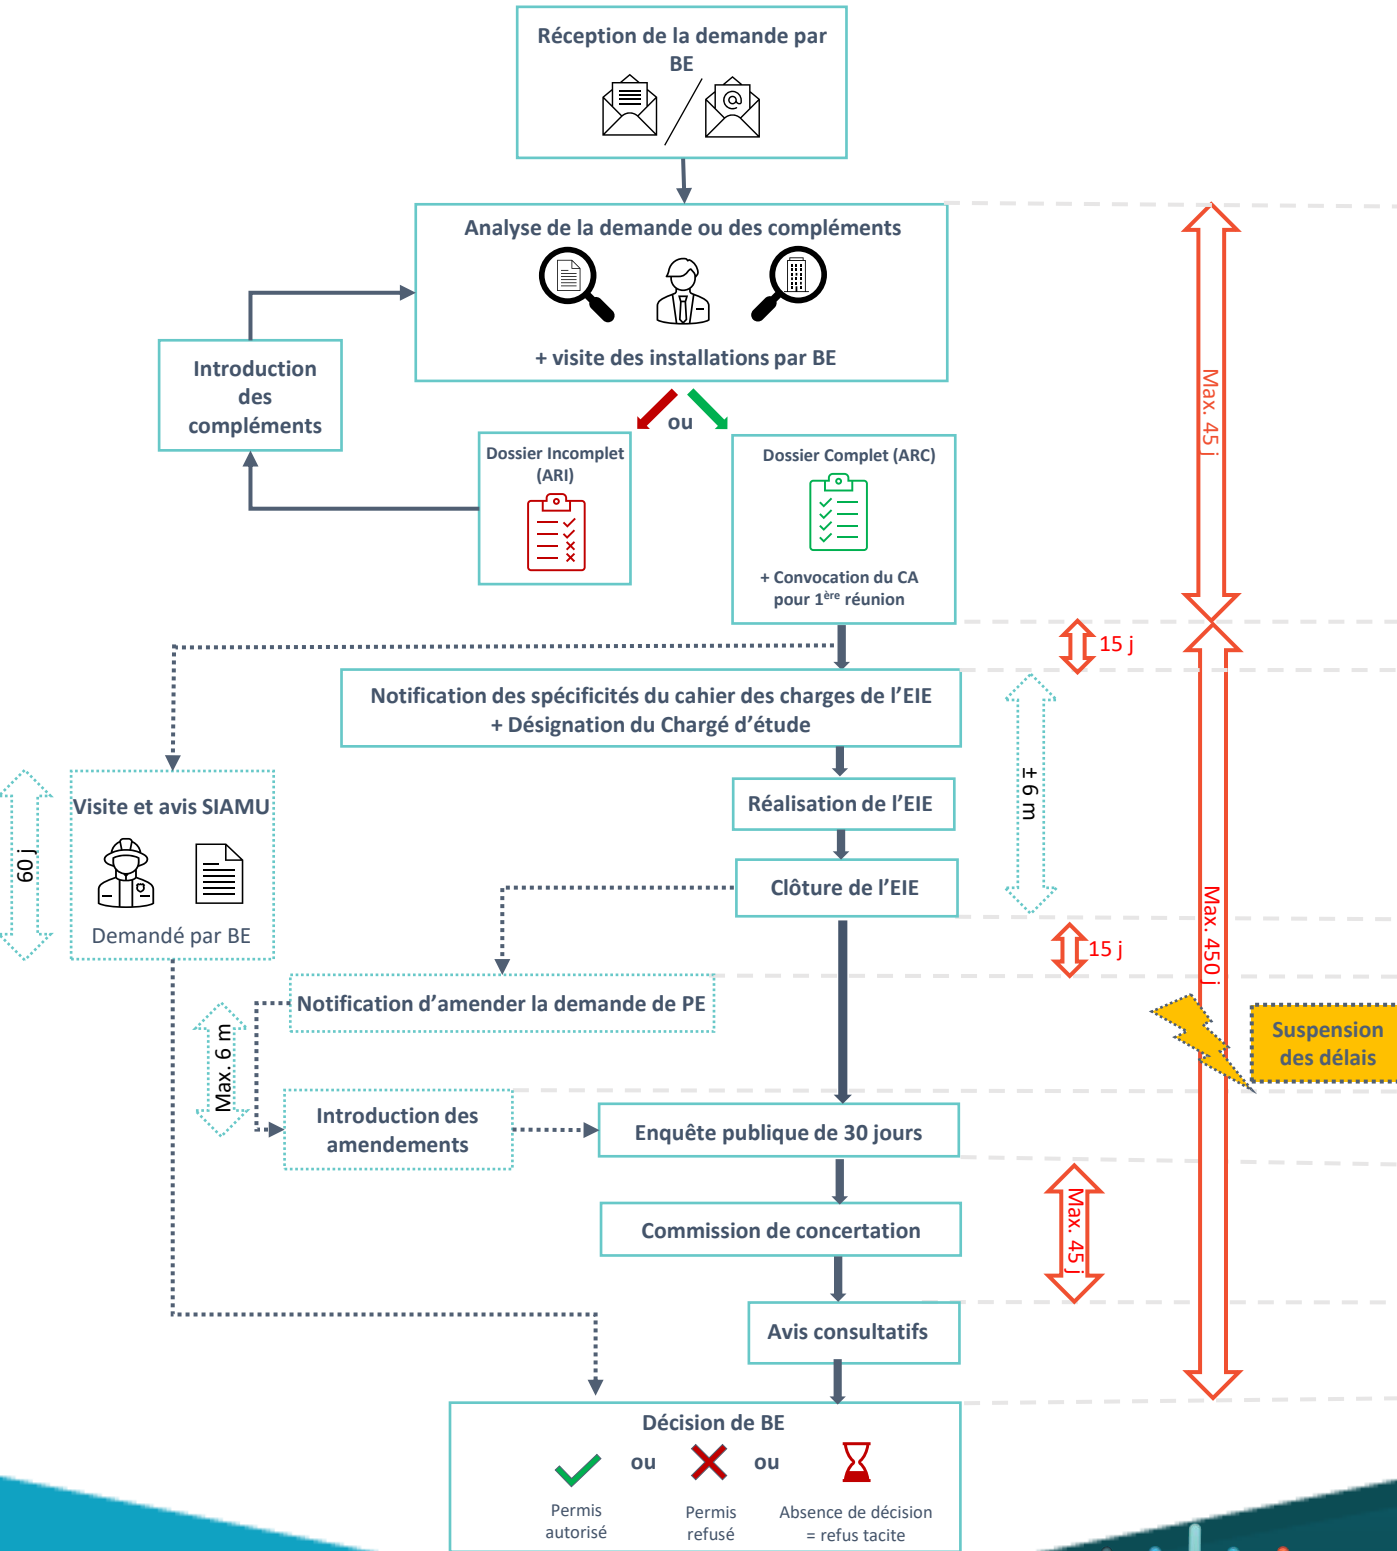 Réception de la demande par
BE
@
Analyse de la demande ou des compléments
+ visite des installations par BE
Introduction
des
compléments
ou
Dossier Incomplet
(ARI)
Dossier Complet (ARC)
+ Convocation du CA
pour 1ère réunion
Max. 45 j
15 j
Notification des spécificités du cahier des charges de l’EIE
+ Désignation du Chargé d’étude
± 6 m
Visite et avis SIAMU
Demandé par BE
60 j
Réalisation de l’EIE
Clôture de l’EIE
15 j
Max. 450 j
Notification d’amender la demande de PE
Max. 6 m
Suspension
des délais
Introduction des
amendements
Enquête publique de 30 jours
Commission de concertation
Max. 45 j
Avis consultatifs
Décision de BE
ou
ou
Permis
autorisé
Permis
refusé
Absence de décision
= refus tacite